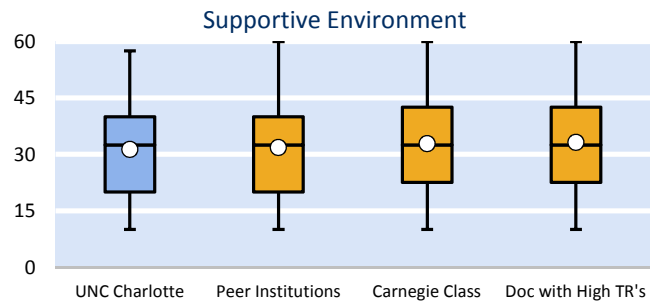 Supportive Environment
60
45
30
15
0
UNC Charlotte
Peer Institutions
Carnegie Class
Doc with High TR's